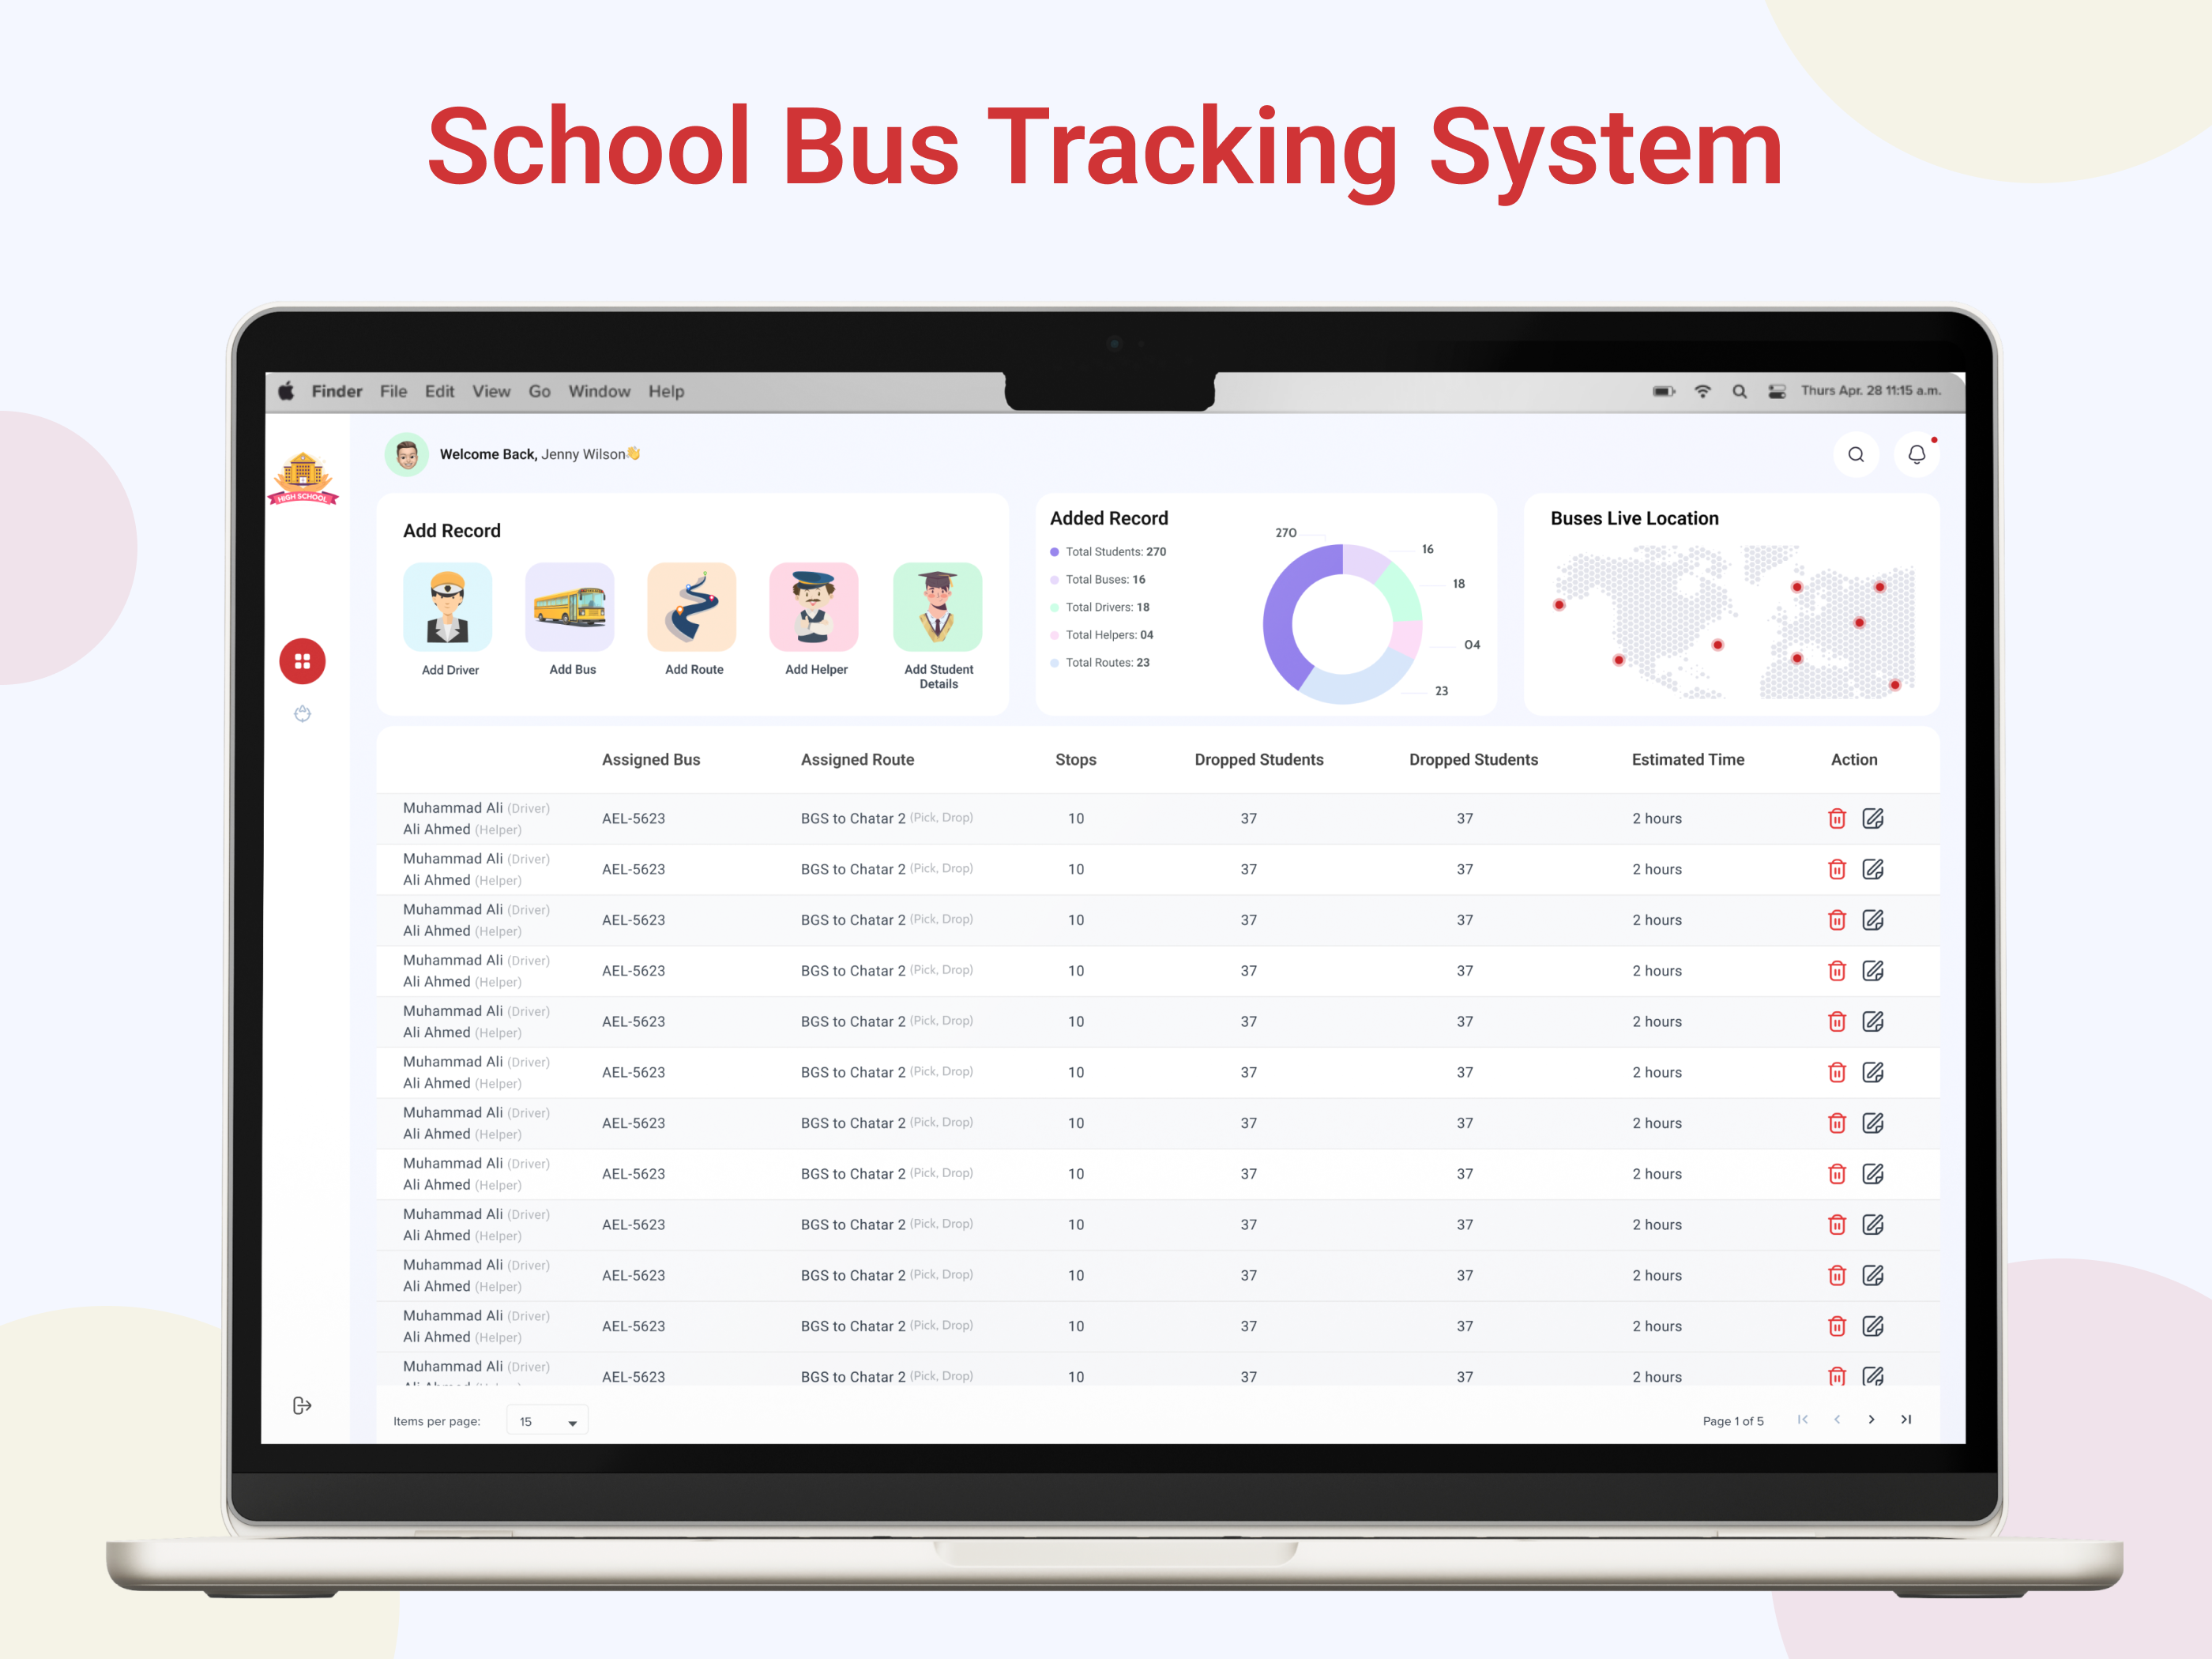 School Bus Tracking System
Finder File Edit View Go Window Help
Thurs Apr. 28 11:15 a.m.
HIGH SCHOOL
Welcome Back, Jenny Wilson👋
Add Record
Add Driver
Add Bus
Add Route
Add Helper
Add Student
Details
Added Record
Total Students: 270
Total Buses: 16
Total Drivers: 18
Total Helpers: 04
Total Routes: 23
270
16
18
04
23
Buses Live Location
Assigned Bus Assigned Route Stops Dropped Students Dropped Students Estimated Time Action
Muhammad Ali (Driver)
Ali Ahmed (Helper)
AEL-5623 BGS to Chatar 2 (Pick, Drop) 10 37 37 2 hours
Muhammad Ali (Driver)
Ali Ahmed (Helper)
AEL-5623 BGS to Chatar 2 (Pick, Drop) 10 37 37 2 hours
Muhammad Ali (Driver)
Ali Ahmed (Helper)
AEL-5623 BGS to Chatar 2 (Pick, Drop) 10 37 37 2 hours
Muhammad Ali (Driver)
Ali Ahmed (Helper)
AEL-5623 BGS to Chatar 2 (Pick, Drop) 10 37 37 2 hours
Muhammad Ali (Driver)
Ali Ahmed (Helper)
AEL-5623 BGS to Chatar 2 (Pick, Drop) 10 37 37 2 hours
Muhammad Ali (Driver)
Ali Ahmed (Helper)
AEL-5623 BGS to Chatar 2 (Pick, Drop) 10 37 37 2 hours
Muhammad Ali (Driver)
Ali Ahmed (Helper)
AEL-5623 BGS to Chatar 2 (Pick, Drop) 10 37 37 2 hours
Muhammad Ali (Driver)
Ali Ahmed (Helper)
AEL-5623 BGS to Chatar 2 (Pick, Drop) 10 37 37 2 hours
Muhammad Ali (Driver)
Ali Ahmed (Helper)
AEL-5623 BGS to Chatar 2 (Pick, Drop) 10 37 37 2 hours
Muhammad Ali (Driver)
Ali Ahmed (Helper)
AEL-5623 BGS to Chatar 2 (Pick, Drop) 10 37 37 2 hours
Muhammad Ali (Driver)
Ali Ahmed (Helper)
AEL-5623 BGS to Chatar 2 (Pick, Drop) 10 37 37 2 hours
Muhammad Ali (Driver)
AEL-5623 BGS to Chatar 2 (Pick, Drop) 10 37 37 2 hours
Items per page: 15
Page 1 of 5